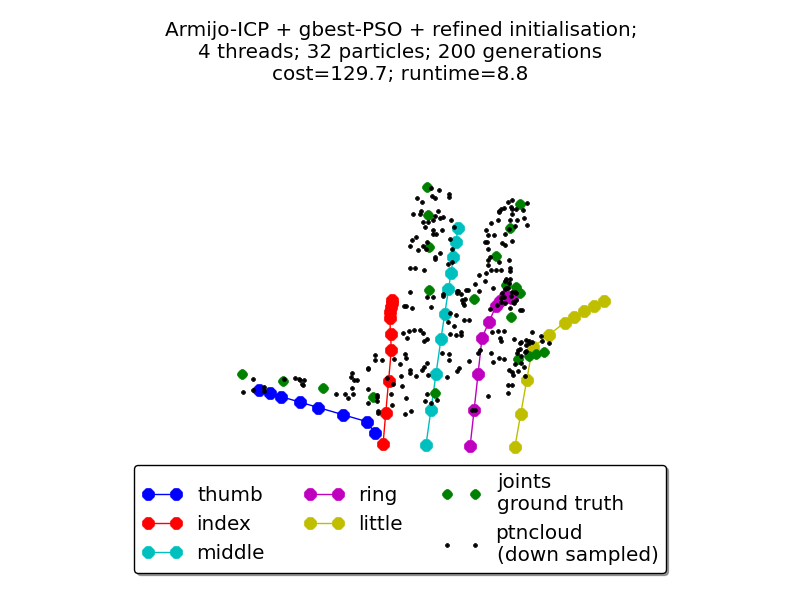 Armijo-ICP + gbest-PSO + refined initialisation;
4 threads; 32 particles; 200 generations
cost=129.7; runtime=8.8
thumb
index
middle
ring
little
joints
ground truth
ptncloud
(down sampled)